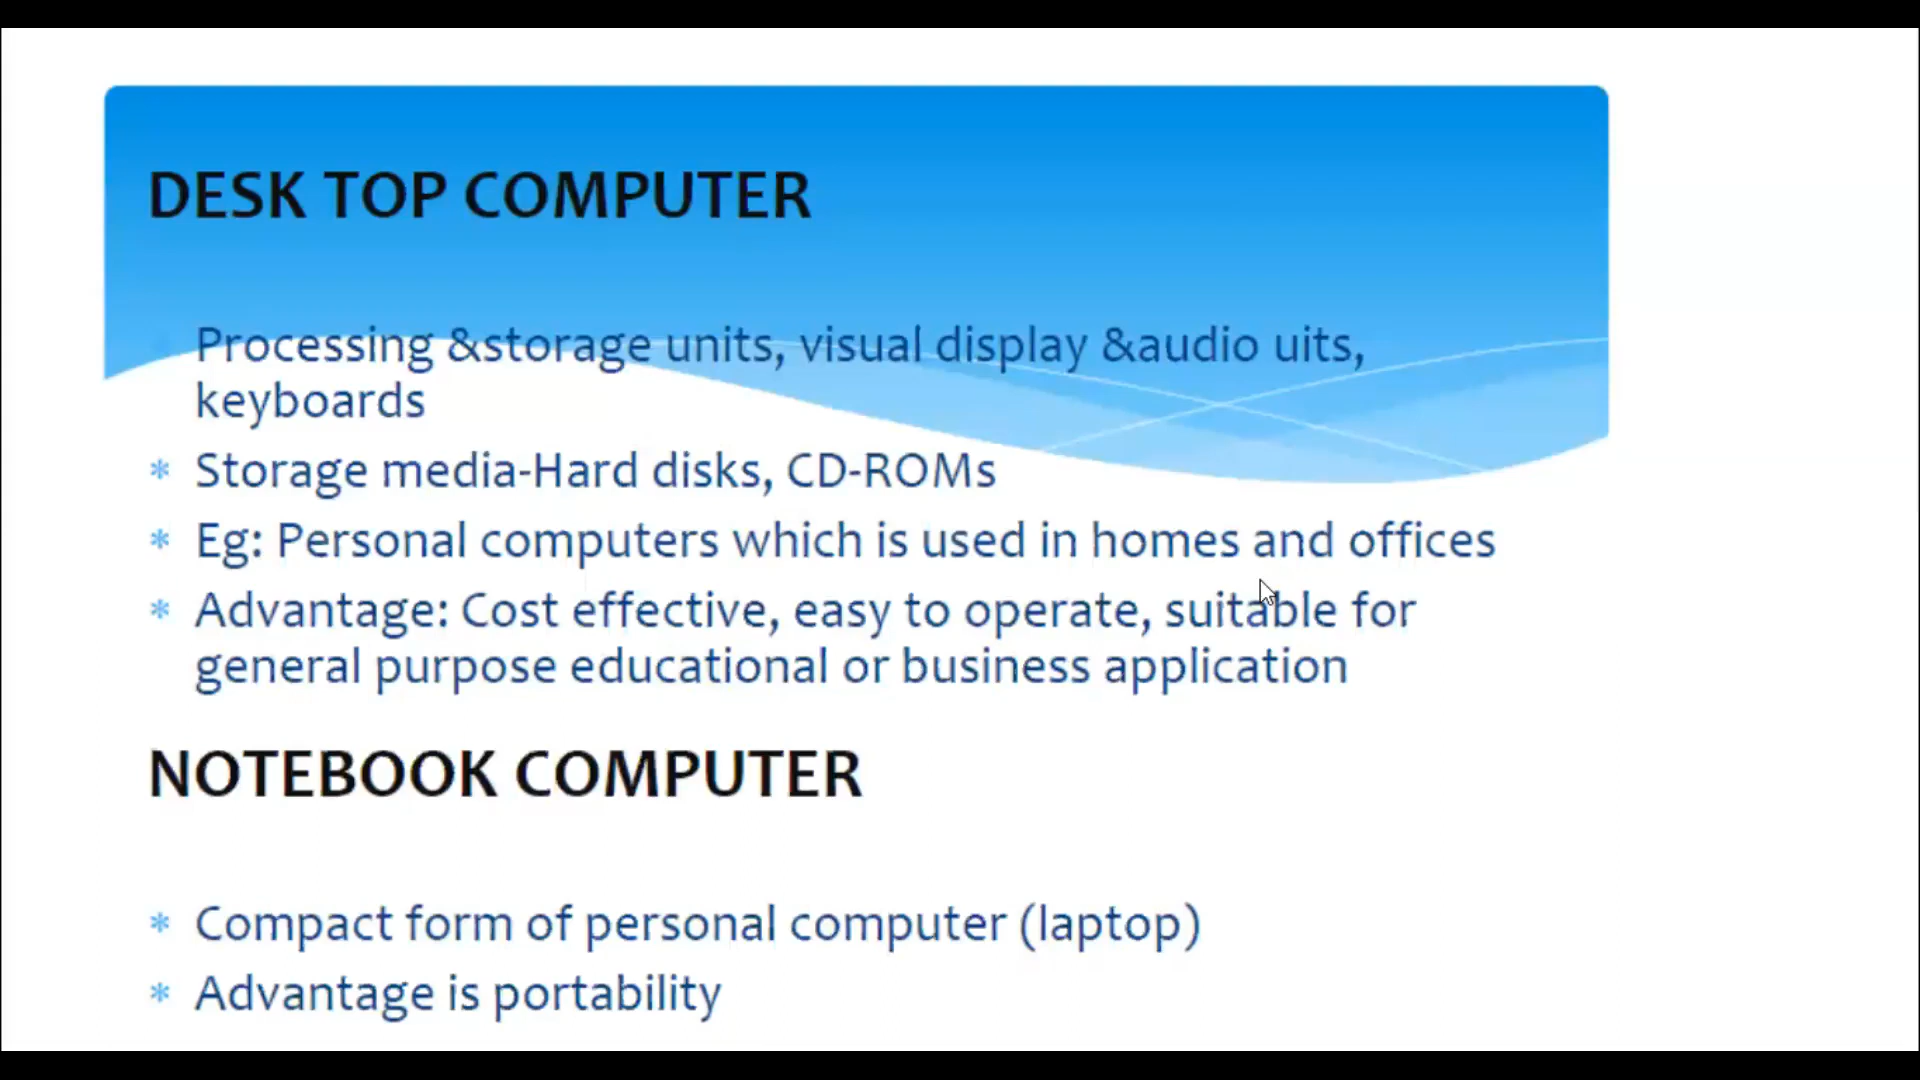 DESK TOP COMPUTER
Processing &storage units, visual display &audio uits,
keyboards
* Storage media-Hard disks, CD-ROMs
* Eg: Personal computers which is used in homes and offices
* Advantage: Cost effective, easy to operate, suitable for
general purpose educational or business application
NOTEBOOK COMPUTER
* Compact form of personal computer (laptop)
* Advantage is portability